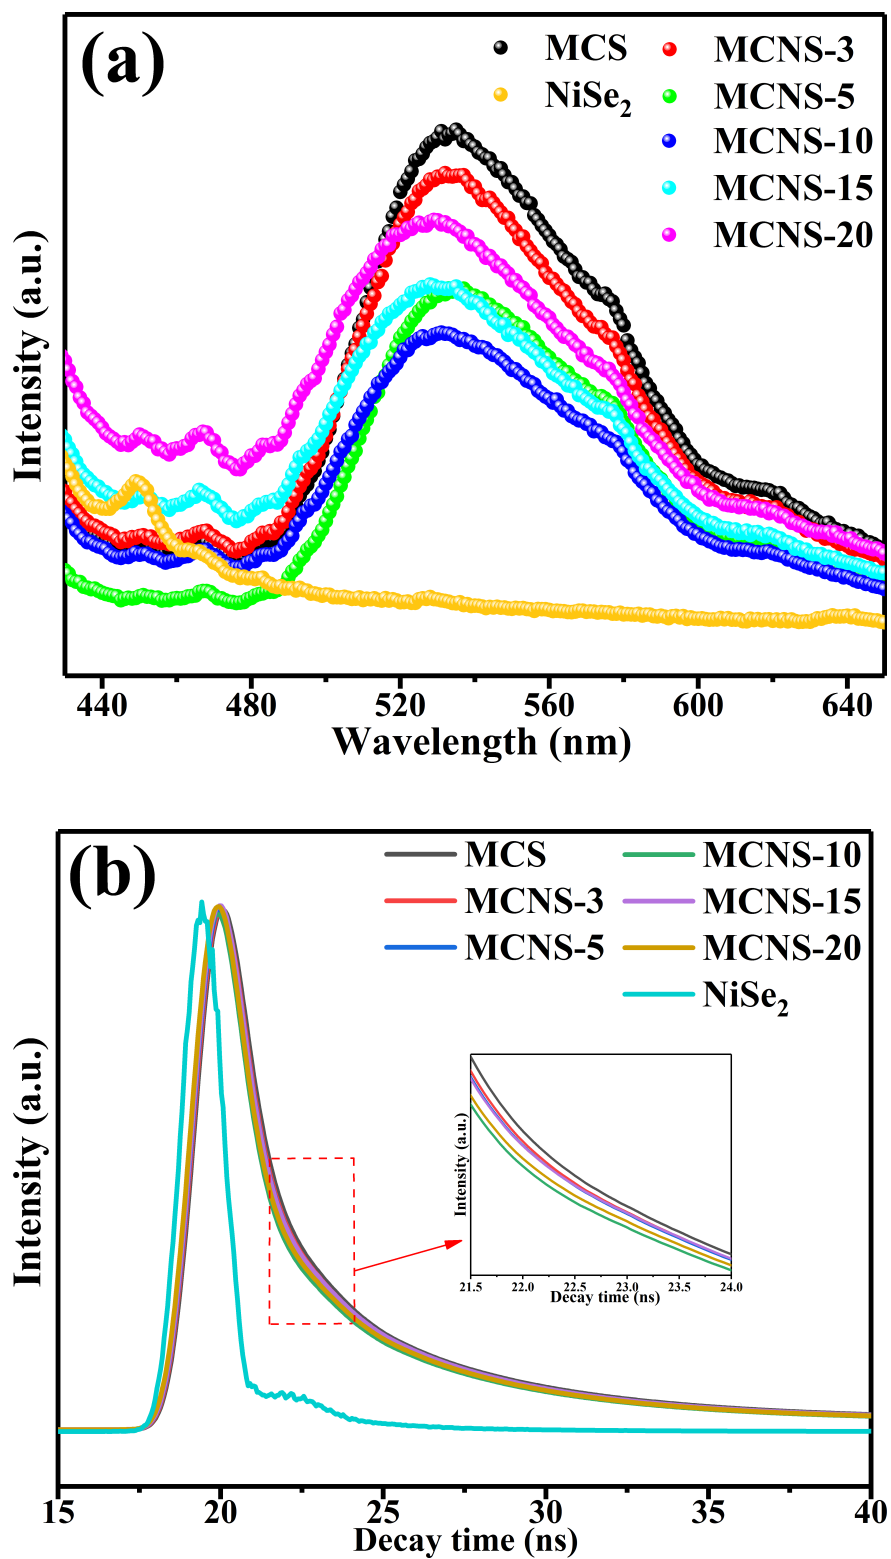 (a)
MCS
NiSe₂
MCNS-3
MCNS-5
MCNS-10
MCNS-15
MCNS-20
Intensity (a.u.)
440 480 520 560 600 640
Wavelength (nm)
(b)
MCS
MCNS-3
MCNS-5
MCNS-10
MCNS-15
MCNS-20
NiSe₂
Intensity (a.u.)
Intensity (a.u.)
21.5 22.0 22.5 23.0 23.5 24.0
Decay time (ns)
15 20 25 30 35 40
Decay time (ns)